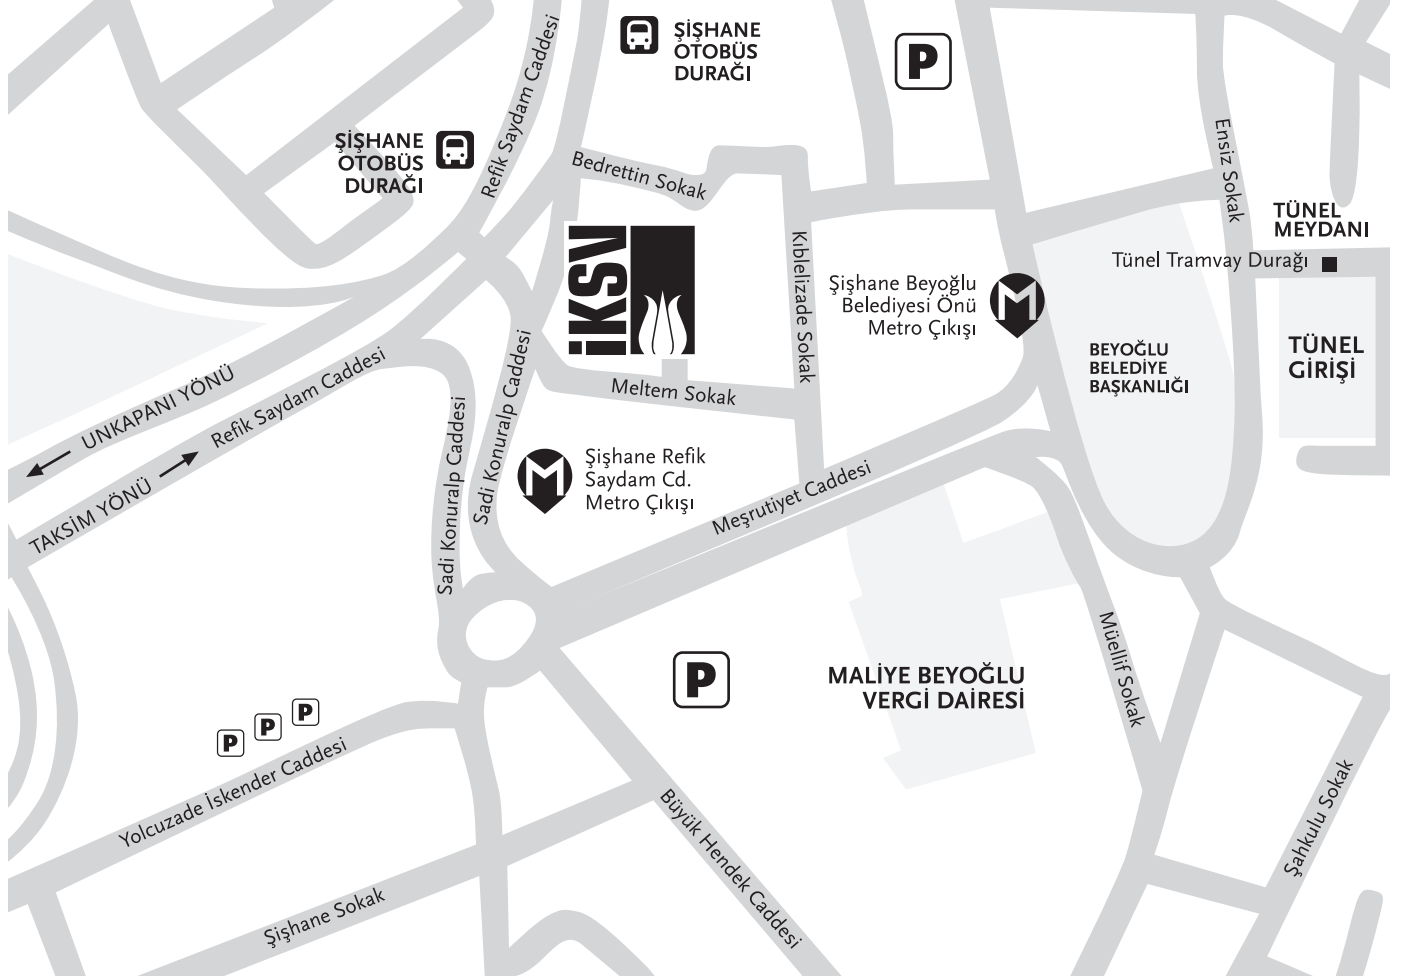 ŞİŞHANE
OTOBÜS
DURAĞI
P
ŞİŞHANE
OTOBÜS
DURAĞI
Refik Saydam Caddesi
Bedrettin Sokak
Ensiz Sokak
TÜNEL
MEYDANI
Tünel Tramvay Durağı
İKSV
Kıblelizade Sokak
Şişhane Beyoğlu
Belediyesi Önü
Metro Çıkışı
M
BEYOĞLU
BELEDİYE
BAŞKANLIĞI
TÜNEL
GİRİŞİ
UNKAPANI YÖNÜ
Refik Saydam Caddesi
TAKSİM YÖNÜ
Sadi Konuralp Caddesi
Sadi Konuralp Caddesi
Meltem Sokak
M
Şişhane Refik
Saydam Cd.
Metro Çıkışı
Meşrutiyet Caddesi
Müellif Sokak
P
MALİYE BEYOĞLU
VERGİ DAİRESİ
P
P
P
Yolcuzade İskender Caddesi
Büyük Hendek Caddesi
Şahkulu Sokak
Şişhane Sokak